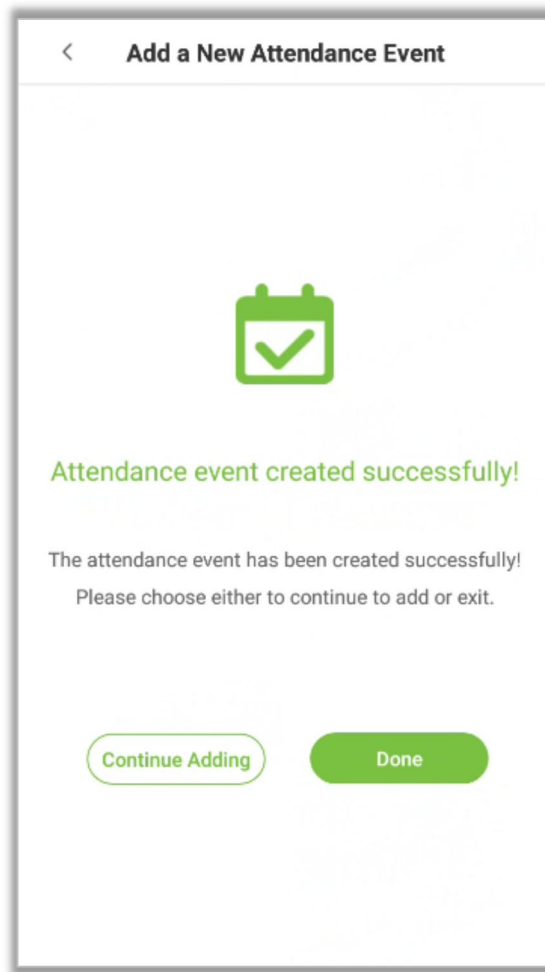 Add a New Attendance Event
Attendance event created successfully!
The attendance event has been created successfully!
Please choose either to continue to add or exit.
Continue Adding
Done